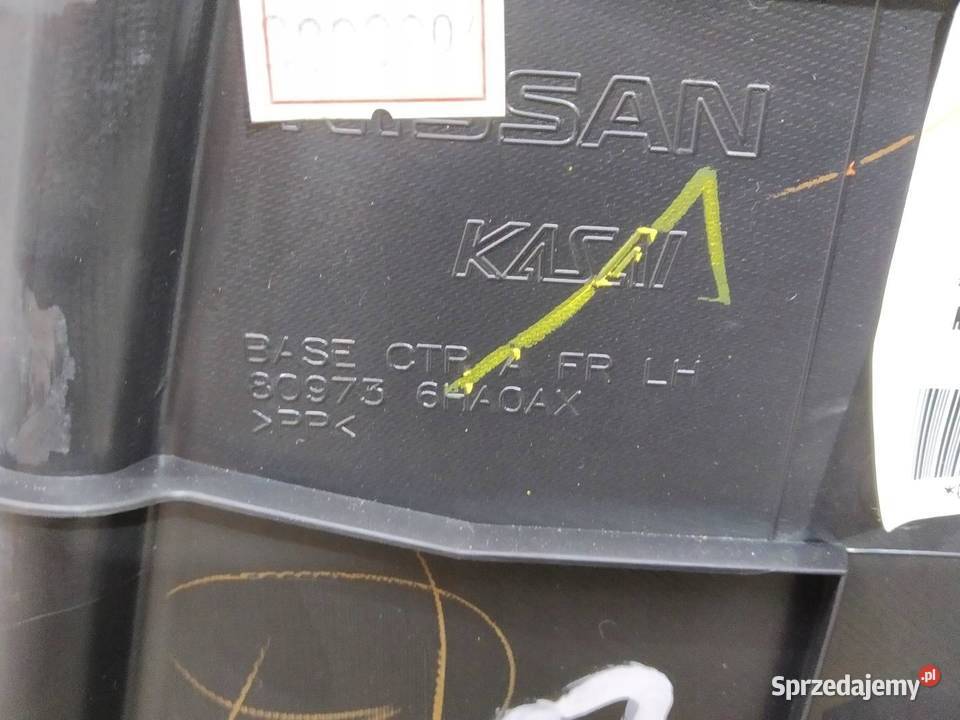 NISSAN
KASAI
BASE CTR A FR LH
80973 6HA0AX
>PP<
Sprzedajemy.pl